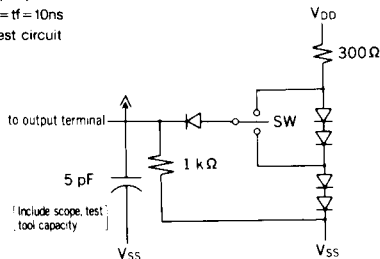 = tf = 10ns
est circuit
VDD
300Ω
to output terminal
SW
1 kΩ
5 pF
[Include scope, test
tool capacity]
VSS
VSS